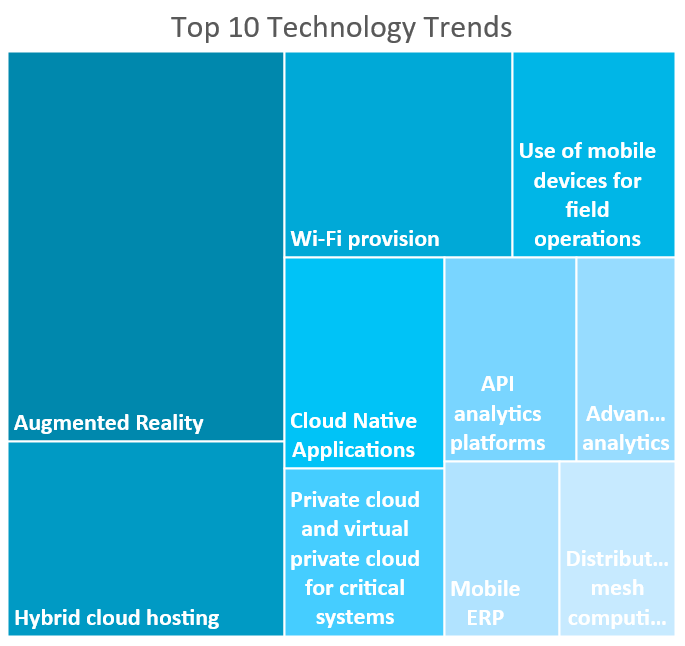 Top 10 Technology Trends
Augmented Reality
Hybrid cloud hosting
Wi-Fi provision
Use of mobile
devices for
field
operations
Cloud Native
Applications
Private cloud
and virtual
private cloud
for critical
systems
API
analytics
platforms
Advan...
analytics
Mobile
ERP
Distribut...
mesh
computi...